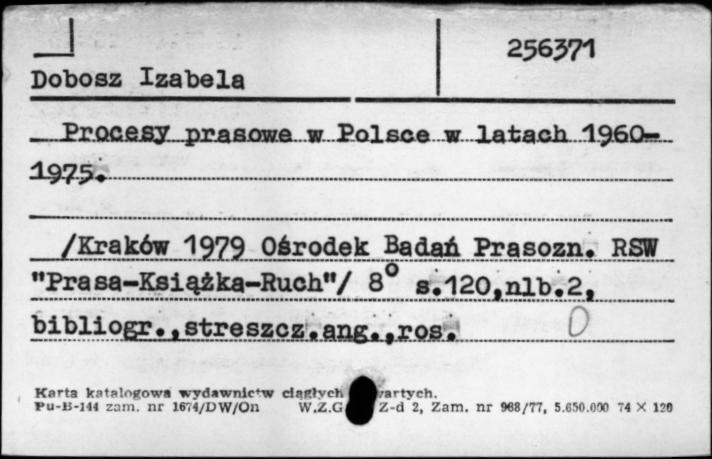 256371
Dobosz Izabela
Procesy prasowe w Polsce w latach 1960-
1975.
/Kraków 1979 Ośrodek Badań Prasozn. RSW
"Prasa-Książka-Ruch"/ 8° s.120,nlb.2,
bibliogr.,streszcz.ang.,ros.
Karta katalogowa wydawnictw ciągłych wartych.
Pu-B-144 zam. nr 1674/DW/On W.Z.G Z-d 2, Zam. nr 968/77, 5.650.000 74 X 120